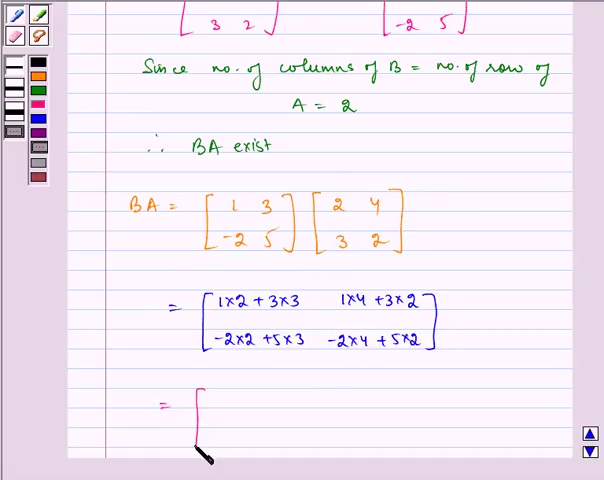 [ 3 2 ] [ -2 5 ]
Since no. of columns of B = no. of row of
A = 2
∴ BA exist
BA = [ 1 3 ] [ 2 4 ]
[ -2 5 ] [ 3 2 ]
= [ 1×2 + 3×3 1×4 + 3×2 ]
[ -2×2 + 5×3 -2×4 + 5×2 ]
= [